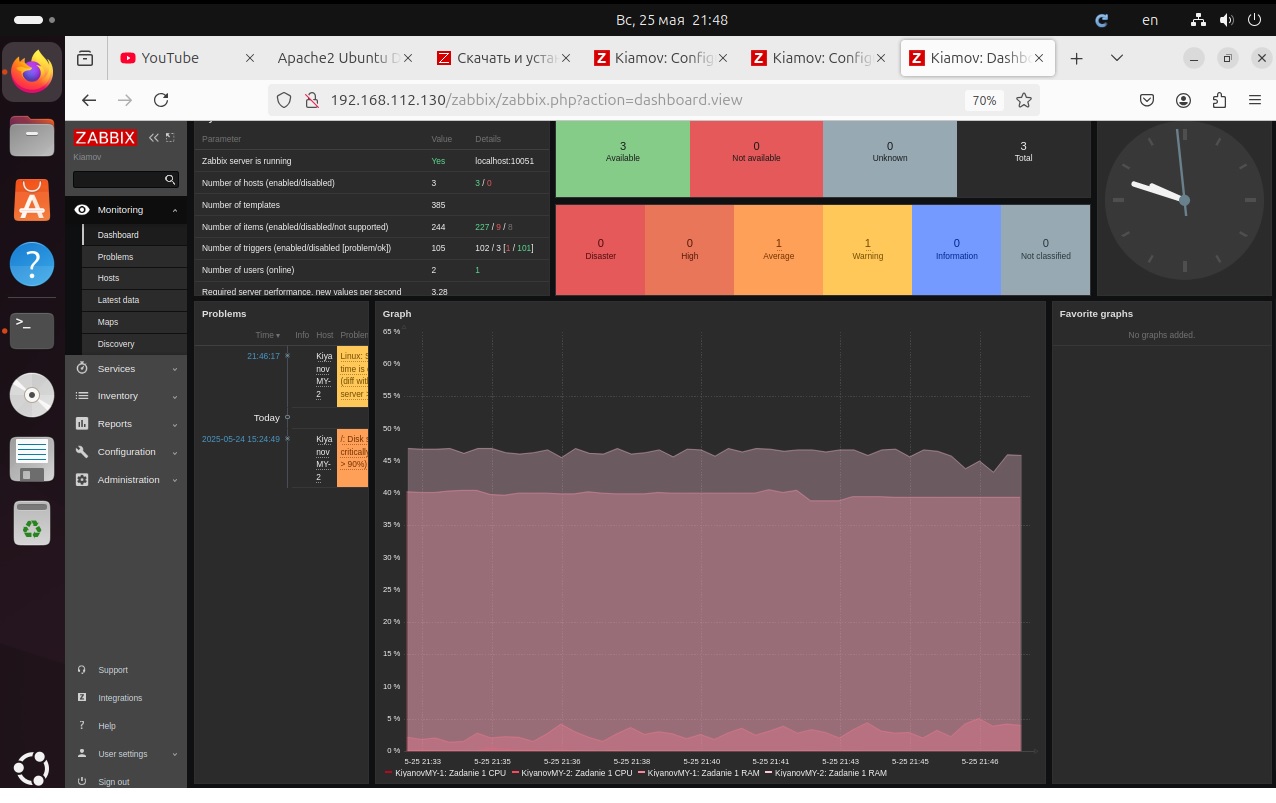 Вс, 25 мая 21:48
en
YouTube
Apache2 Ubuntu D
Скачать и уста
Kiamov: Config
Kiamov: Config
Kiamov: Dashb
192.168.112.130/zabbix/zabbix.php?action=dashboard.view
70%
ZABBIX
Kiamov
Monitoring
Dashboard
Problems
Hosts
Latest data
Maps
Discovery
Services
Inventory
Reports
Configuration
Administration
Support
Integrations
Help
User settings
Sign out
Parameter Value Details
Zabbix server is running Yes localhost:10051
Number of hosts (enabled/disabled) 3 3 / 0
Number of templates 385
Number of items (enabled/disabled/not supported) 244 227 / 9 / 8
Number of triggers (enabled/disabled [problem/ok]) 105 102 / 3 [1 / 101]
Number of users (online) 2 1
Required server performance, new values per second 3.28
3 Available
0 Not available
0 Unknown
3 Total
0 Disaster
0 High
1 Average
1 Warning
0 Information
0 Not classified
Problems
Time ▾ Info Host Problem
21:46:17
Kiya
nov
MY-
2
Linux: S
time is o
(diff with
server >
Today
2025-05-24 15:24:49
Kiya
nov
MY-
2
/: Disk s
critically
> 90%)
Graph
65 %
60 %
55 %
50 %
45 %
40 %
35 %
30 %
25 %
20 %
15 %
10 %
5 %
0 %
5-25 21:33 5-25 21:35 5-25 21:36 5-25 21:38 5-25 21:40 5-25 21:41 5-25 21:43 5-25 21:45 5-25 21:46
KiyanovMY-1: Zadanie 1 CPU KiyanovMY-2: Zadanie 1 CPU KiyanovMY-1: Zadanie 1 RAM KiyanovMY-2: Zadanie 1 RAM
Favorite graphs
No graphs added.